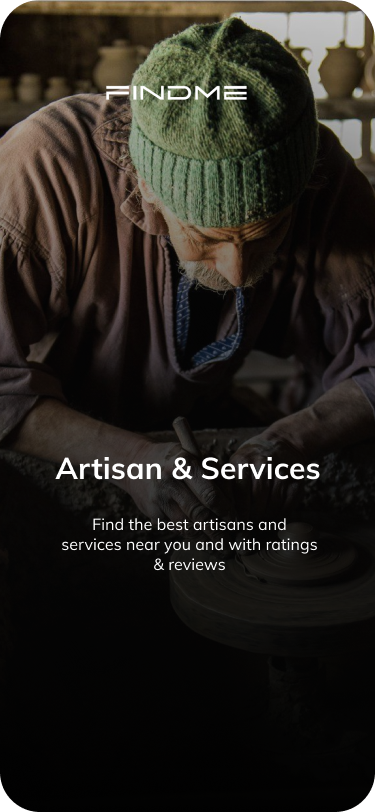 FINDME
Artisan & Services
Find the best artisans and
services near you and with ratings
& reviews